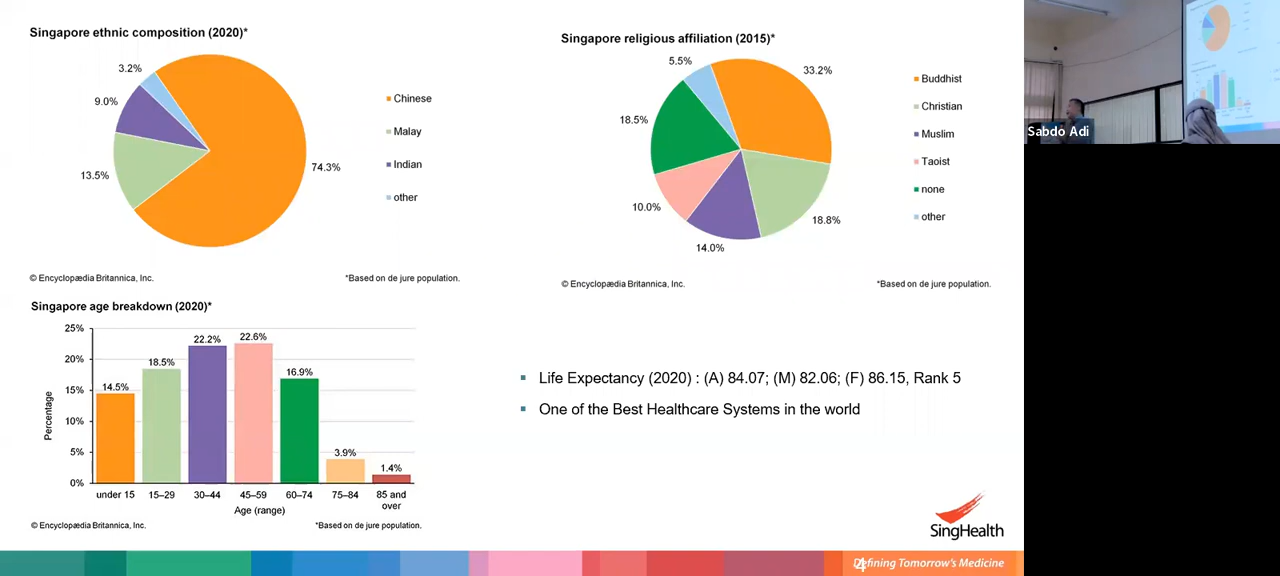 Singapore ethnic composition (2020)*
3.2%
9.0%
13.5%
74.3%
Chinese
Malay
Indian
other
© Encyclopædia Britannica, Inc.
*Based on de jure population.
Singapore religious affiliation (2015)*
5.5%
33.2%
18.5%
10.0%
14.0%
18.8%
Buddhist
Christian
Muslim
Taoist
none
other
© Encyclopædia Britannica, Inc.
*Based on de jure population.
Sabdo Adi
Singapore age breakdown (2020)*
Percentage
25%
20%
15%
10%
5%
0%
14.5%
18.5%
22.2%
22.6%
16.9%
3.9%
1.4%
under 15
15–29
30–44
45–59
60–74
75–84
85 and over
Age (range)
© Encyclopædia Britannica, Inc.
*Based on de jure population.
Life Expectancy (2020) : (A) 84.07; (M) 82.06; (F) 86.15, Rank 5
One of the Best Healthcare Systems in the world
SingHealth
Defining Tomorrow's Medicine
4